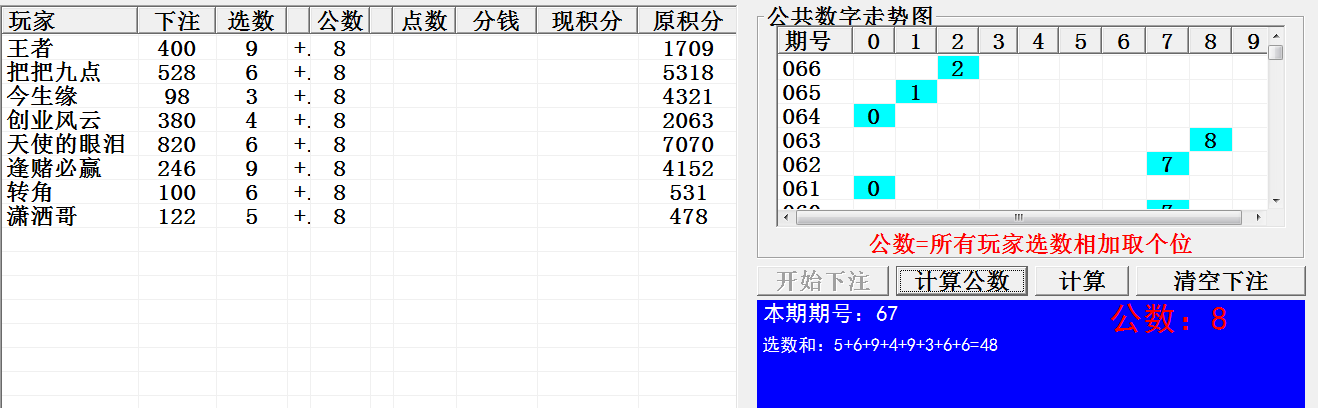 玩家 下注 选数 公数 点数 分钱 现积分 原积分
王者 400 9 +. 8 1709
把把九点 528 6 +. 8 5318
今生缘 98 3 +. 8 4321
创业风云 380 4 +. 8 2063
天使的眼泪 820 6 +. 8 7070
逢赌必赢 246 9 +. 8 4152
转角 100 6 +. 8 531
潇洒哥 122 5 +. 8 478
公共数字走势图
期号 0 1 2 3 4 5 6 7 8 9
066 2
065 1
064 0
063 8
062 7
061 0
060 7
公数=所有玩家选数相加取个位
开始下注 计算公数 计算 清空下注
本期期号：67 公数：8
选数和：5+6+9+4+9+3+6+6=48